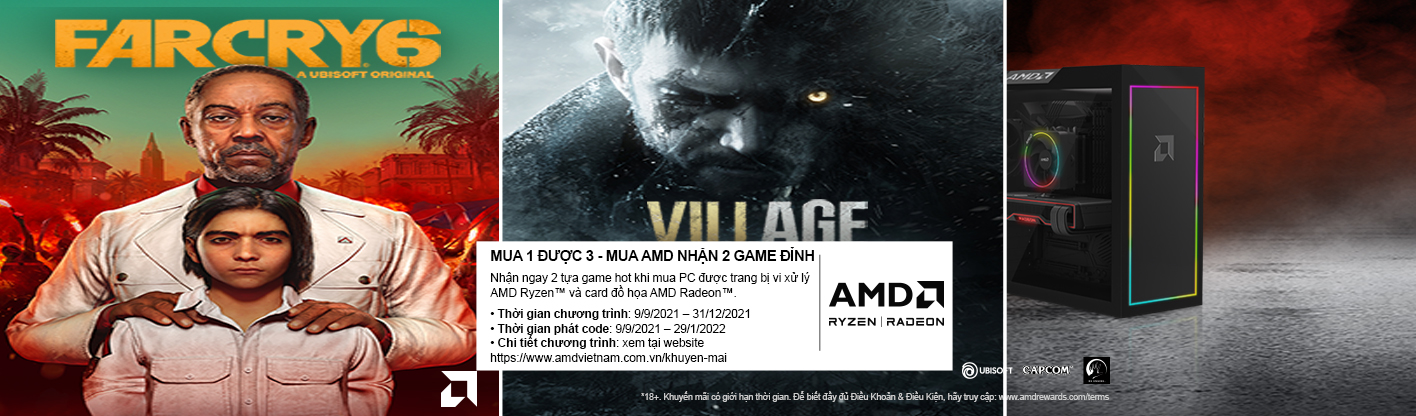 FARCRY6
A UBISOFT ORIGINAL
VILLAGE
AMD
MUA 1 ĐƯỢC 3 - MUA AMD NHẬN 2 GAME ĐỈNH
Nhận ngay 2 tựa game hot khi mua PC được trang bị vi xử lý
AMD Ryzen™ và card đồ họa AMD Radeon™.
• Thời gian chương trình: 9/9/2021 – 31/12/2021
• Thời gian phát code: 9/9/2021 – 29/1/2022
• Chi tiết chương trình: xem tại website
https://www.amdvietnam.com.vn/khuyen-mai
AMD
RYZEN | RADEON
UBISOFT
CAPCOM
*18+. Khuyến mãi có giới hạn thời gian. Để biết đầy đủ Điều Khoản & Điều Kiện, hãy truy cập: www.amdrewards.com/terms